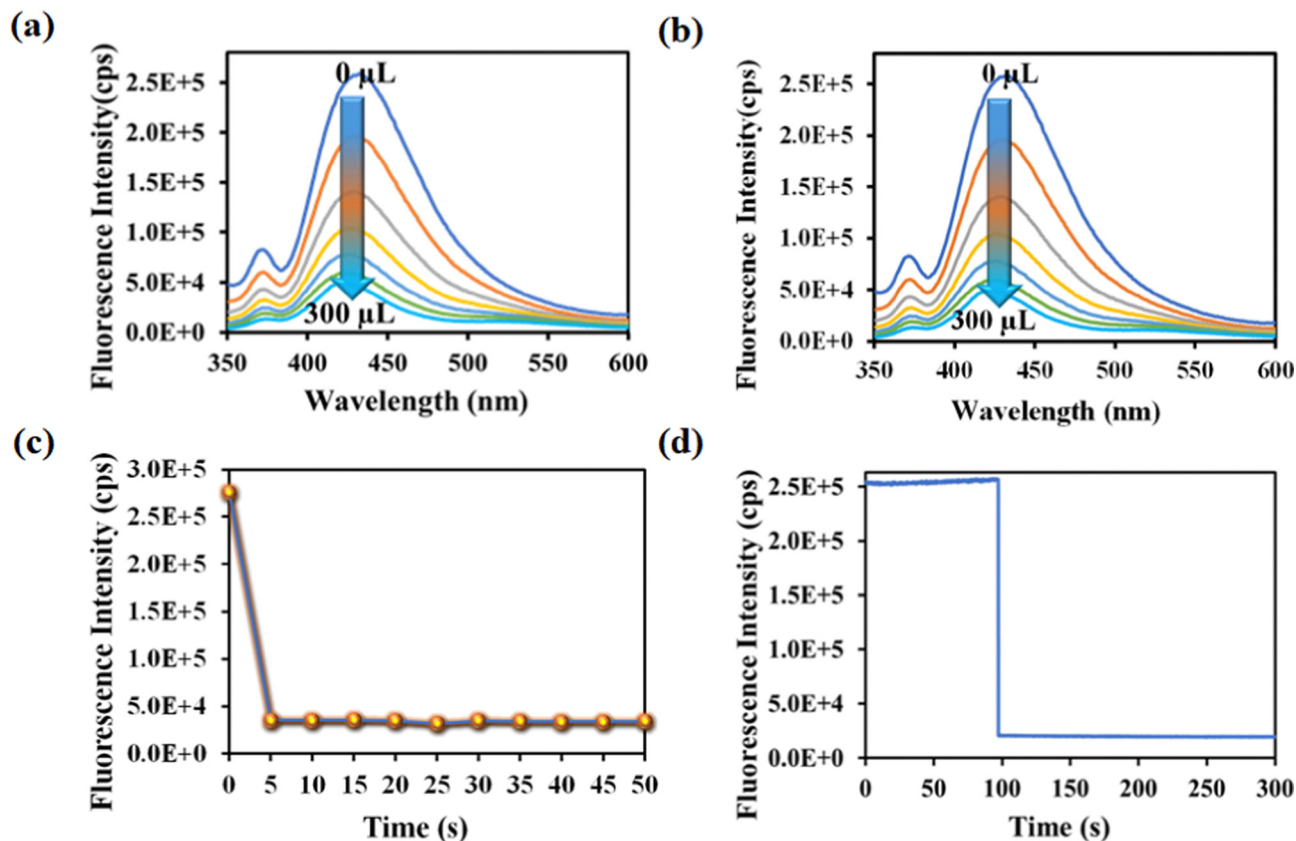 (a)
Fluorescence Intensity(cps)
2.5E+5
2.0E+5
1.5E+5
1.0E+5
5.0E+4
0.0E+0
0 µL
300 µL
350 400 450 500 550 600
Wavelength (nm)
(b)
Fluorescence Intensity(cps)
2.5E+5
2.0E+5
1.5E+5
1.0E+5
5.0E+4
0.0E+0
0 µL
300 µL
350 400 450 500 550 600
Wavelength (nm)
(c)
Fluorescence Intensity (cps)
3.0E+5
2.5E+5
2.0E+5
1.5E+5
1.0E+5
5.0E+4
0.0E+0
0 5 10 15 20 25 30 35 40 45 50
Time (s)
(d)
Fluorescence Intensity (cps)
2.5E+5
2.0E+5
1.5E+5
1.0E+5
5.0E+4
0.0E+0
0 50 100 150 200 250 300
Time (s)